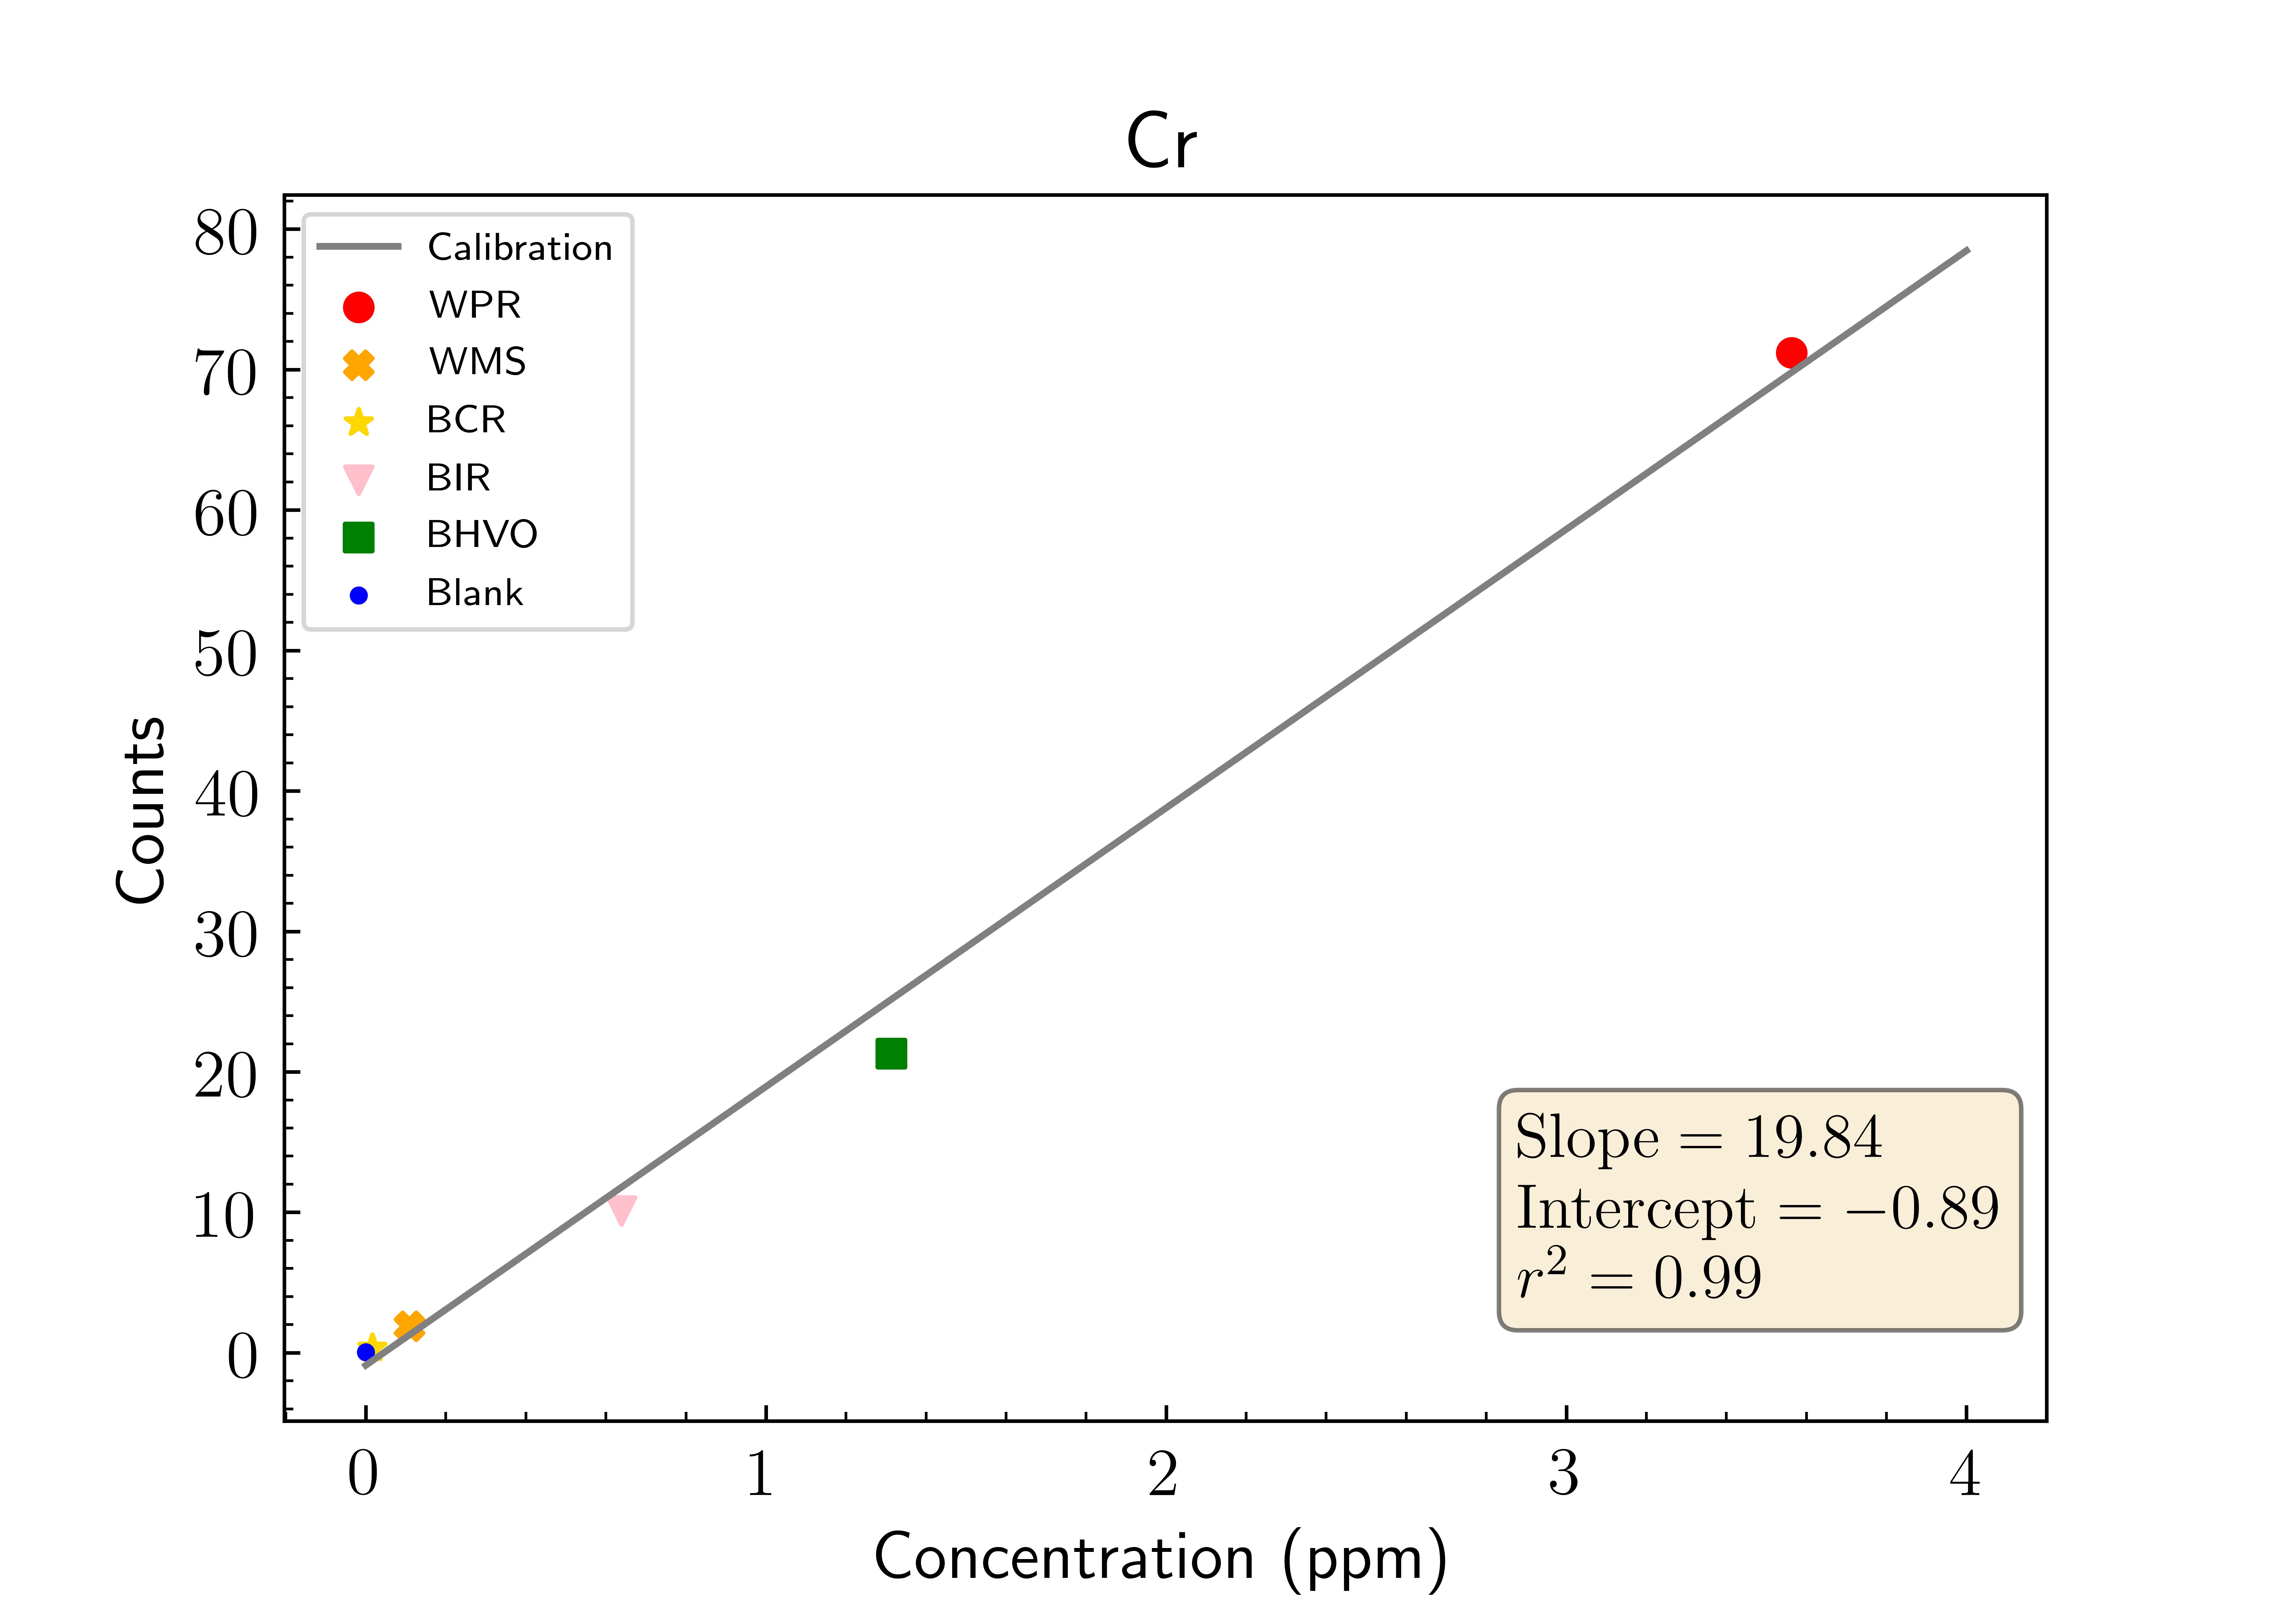 Cr
80
70
60
50
40
30
20
10
0
Counts
Calibration
WPR
WMS
BCR
BIR
BHVO
Blank
Slope = 19.84
Intercept = −0.89
r² = 0.99
0 1 2 3 4
Concentration (ppm)